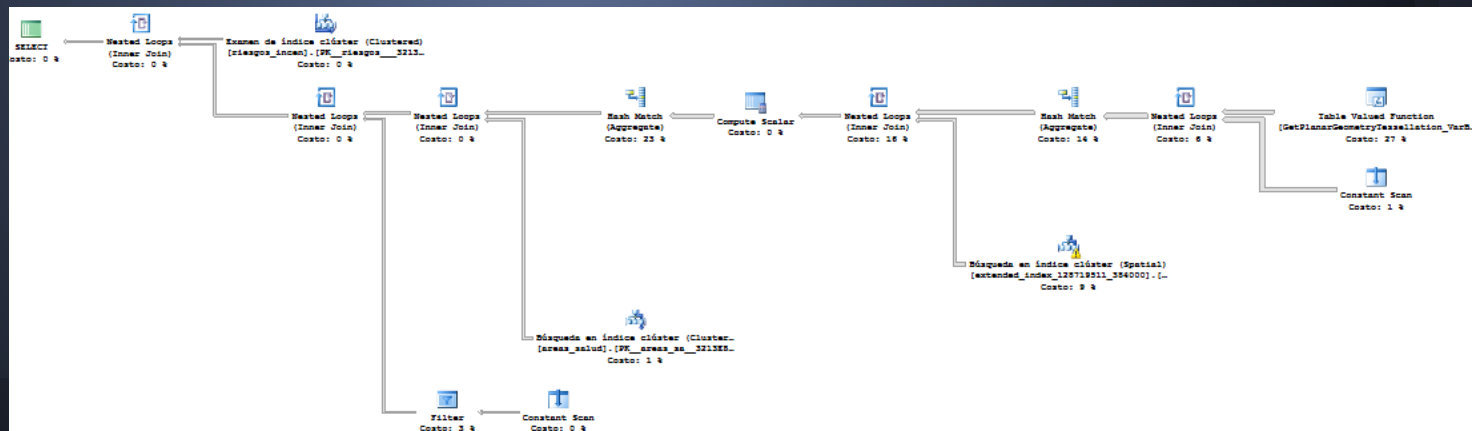 SELECT
osto: 0 %
Nested Loops
(Inner Join)
Costo: 0 %
Examen de índice clúster (Clustered)
[riesgos_incen].[PK__riesgos___3213…
Costo: 0 %
Nested Loops
(Inner Join)
Costo: 0 %
Nested Loops
(Inner Join)
Costo: 0 %
Hash Match
(Aggregate)
Costo: 23 %
Compute Scalar
Costo: 0 %
Nested Loops
(Inner Join)
Costo: 16 %
Hash Match
(Aggregate)
Costo: 14 %
Nested Loops
(Inner Join)
Costo: 6 %
Table Valued Function
[GetPlanarGeometryTessellation_VarB…
Costo: 27 %
Constant Scan
Costo: 1 %
Búsqueda en índice clúster (Spatial)
[extended_index_128719511_384000].[…
Costo: 9 %
Búsqueda en índice clúster (Cluster…
[areas_salud].[PK__areas_sa__3213E8…
Costo: 1 %
Filter
Costo: 3 %
Constant Scan
Costo: 0 %